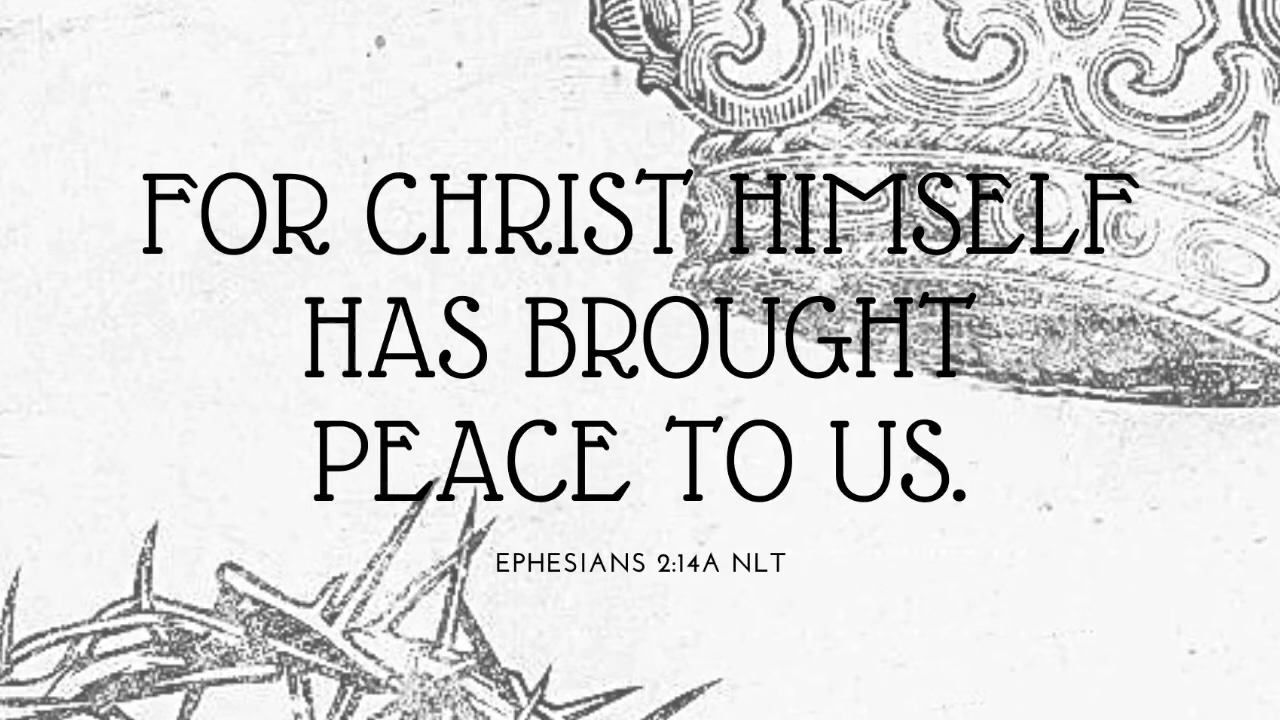 FOR CHRIST HIMSELF
HAS BROUGHT
PEACE TO US.
EPHESIANS 2:14A NLT